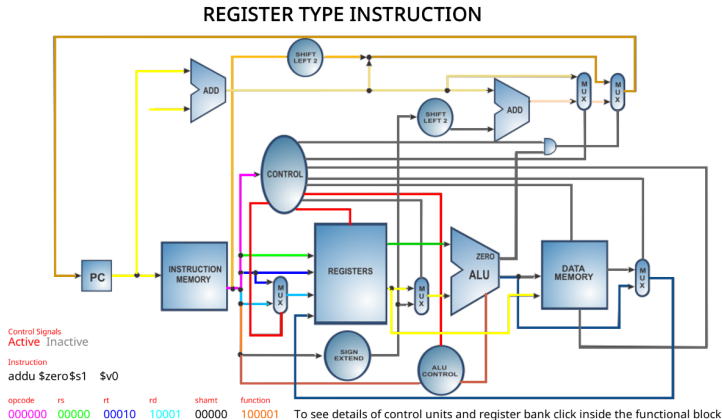 REGISTER TYPE INSTRUCTION
SHIFT
LEFT 2
ADD
MUX
MUX
SHIFT
LEFT 2
ADD
CONTROL
PC
INSTRUCTION
MEMORY
MUX
REGISTERS
MUX
ZERO
ALU
DATA
MEMORY
MUX
SIGN
EXTEND
ALU
CONTROL
Control Signals
Active Inactive
Instruction
addu $zero$s1 $v0
opcode rs rt rd shamt function
000000 00000 00010 10001 00000 100001 To see details of control units and register bank click inside the functional block